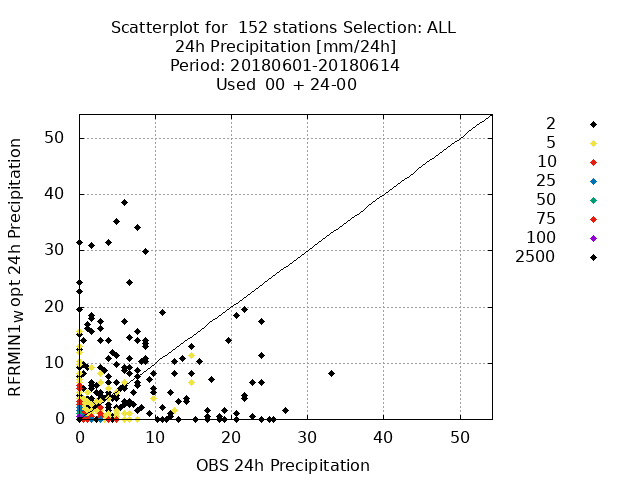 Scatterplot for 152 stations Selection: ALL
24h Precipitation [mm/24h]
Period: 20180601-20180614
Used 00 + 24-00
RFRMIN1W opt 24h Precipitation
50
40
30
20
10
0
0 10 20 30 40 50
OBS 24h Precipitation
2
5
10
25
50
75
100
2500